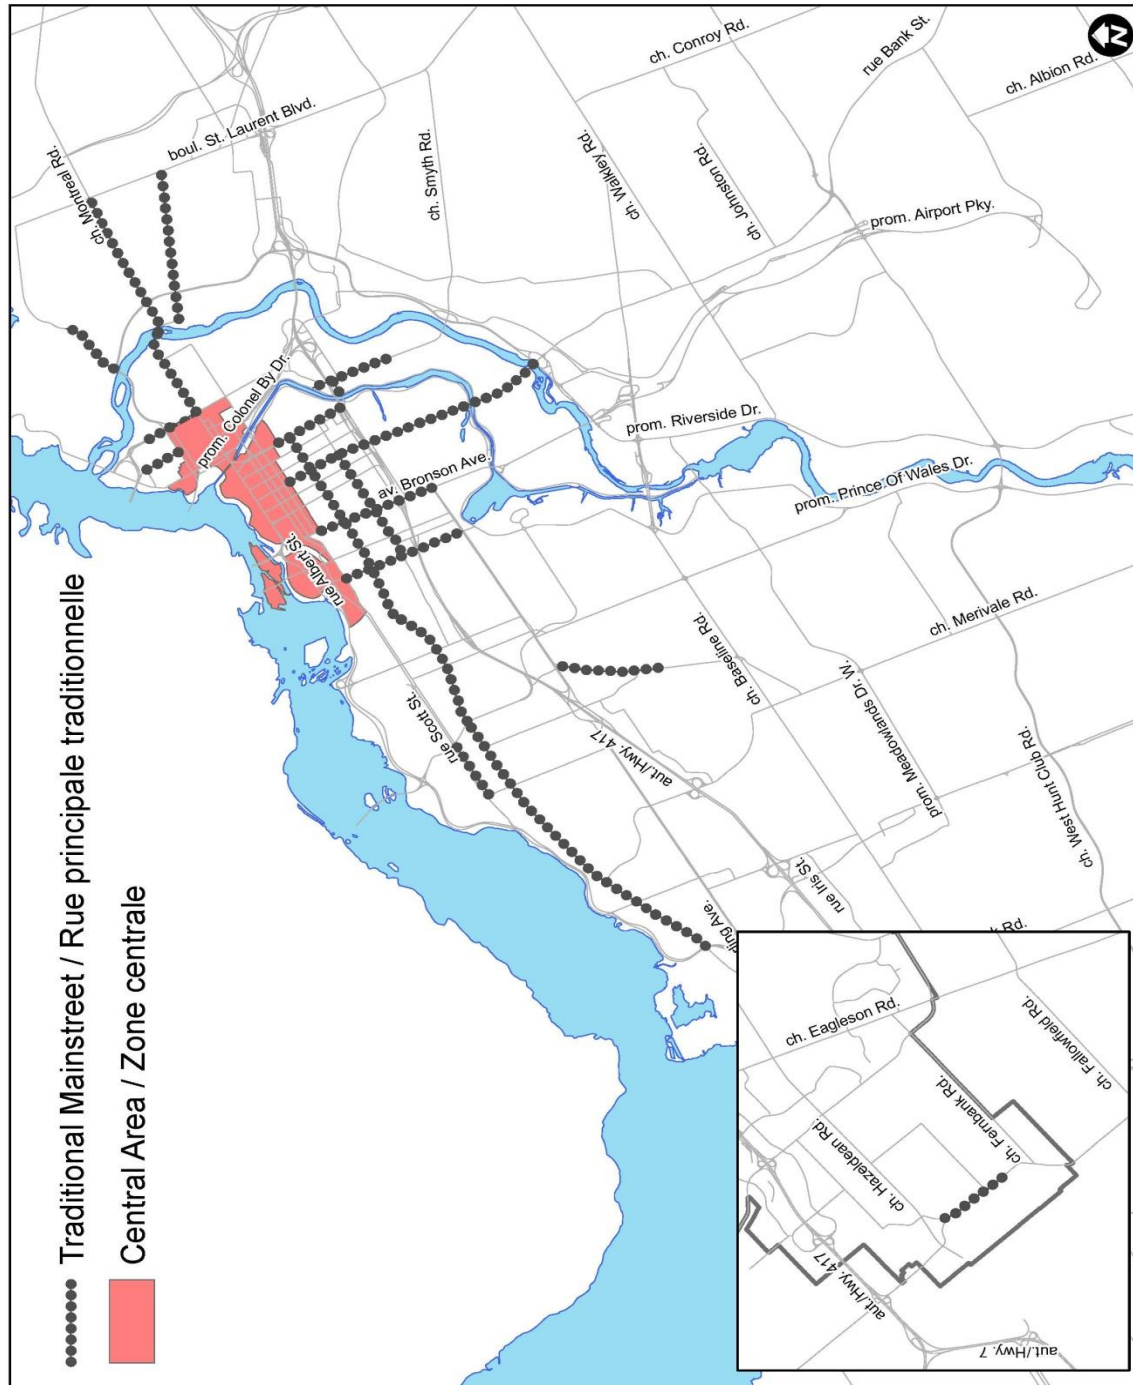 Traditional Mainstreet / Rue principale traditionnelle
Central Area / Zone centrale
N
ch. Montreal Rd.
boul. St. Laurent Blvd.
ch. Conroy Rd.
rue Bank St.
ch. Albion Rd.
ch. Smyth Rd.
ch. Walkley Rd.
ch. Johnston Rd.
prom. Airport Pky.
prom. Colonel By Dr.
prom. Riverside Dr.
av. Bronson Ave.
prom. Prince Of Wales Dr.
rue Albert St.
rue Scott St.
ch. Baseline Rd.
ch. Merivale Rd.
aut./Hwy. 417
prom. Meadowlands Dr. W.
ch. West Hunt Club Rd.
rue Iris St.
ding Ave.
k Rd.
ch. Eagleson Rd.
ch. Fallowfield Rd.
ch. Fernbank Rd.
ch. Hazeldean Rd.
aut./Hwy. 417
aut./Hwy. 7